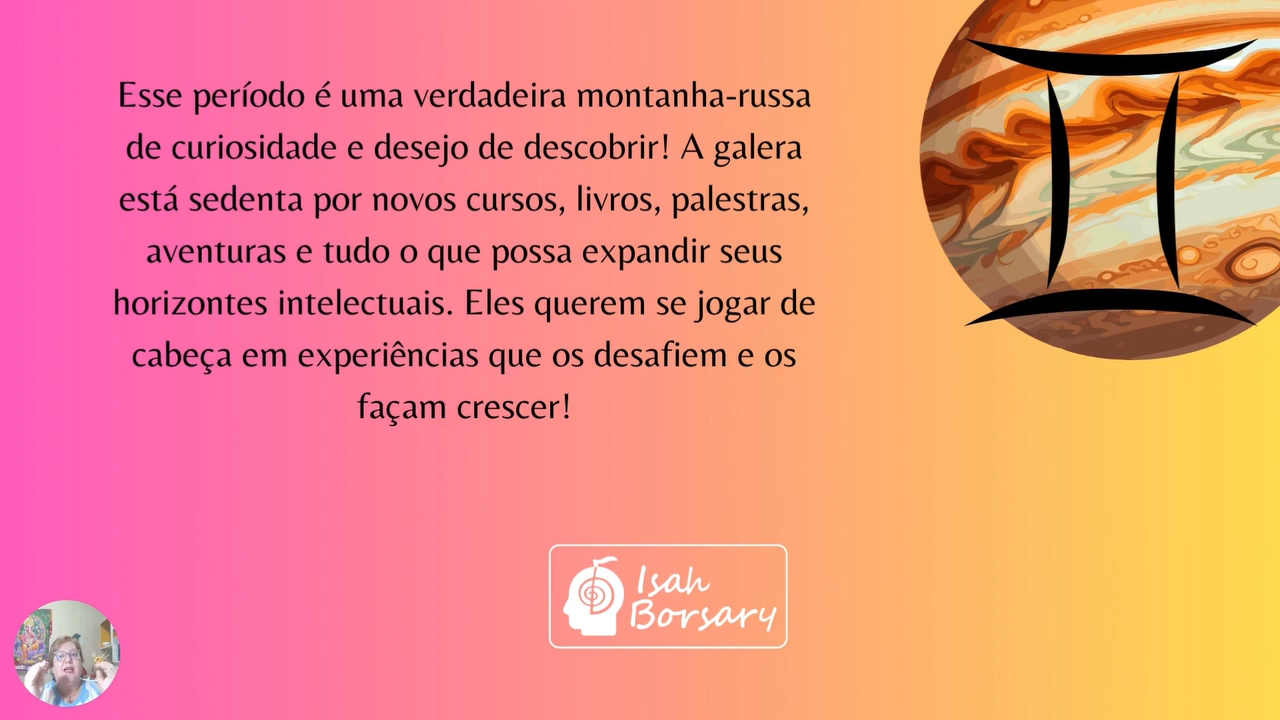 Esse período é uma verdadeira montanha-russa
de curiosidade e desejo de descobrir! A galera
está sedenta por novos cursos, livros, palestras,
aventuras e tudo o que possa expandir seus
horizontes intelectuais. Eles querem se jogar de
cabeça em experiências que os desafiem e os
façam crescer!
Isah
Borsary